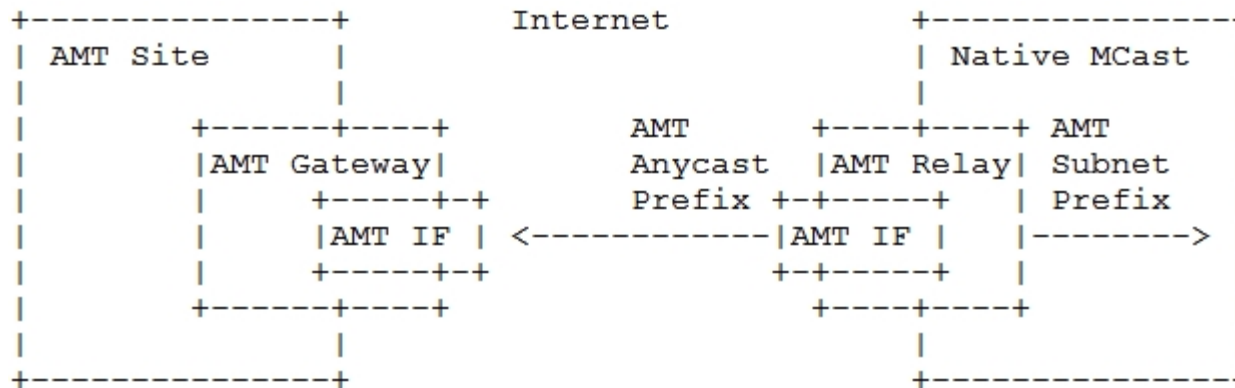 Internet
AMT Site
Native MCast
AMT
AMT
AMT Gateway
Anycast
AMT Relay
Subnet
Prefix
Prefix
AMT IF
AMT IF